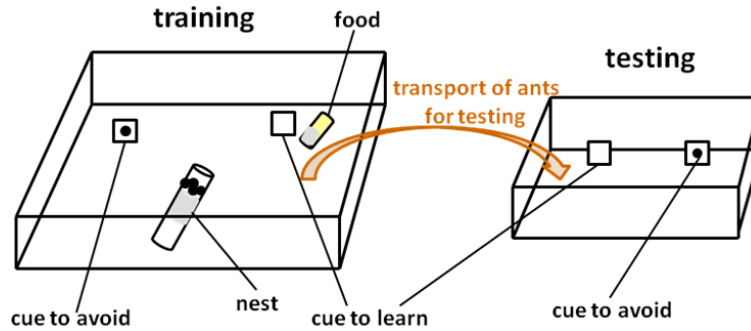 training
food
testing
transport of ants
for testing
cue to avoid
nest
cue to learn
cue to avoid